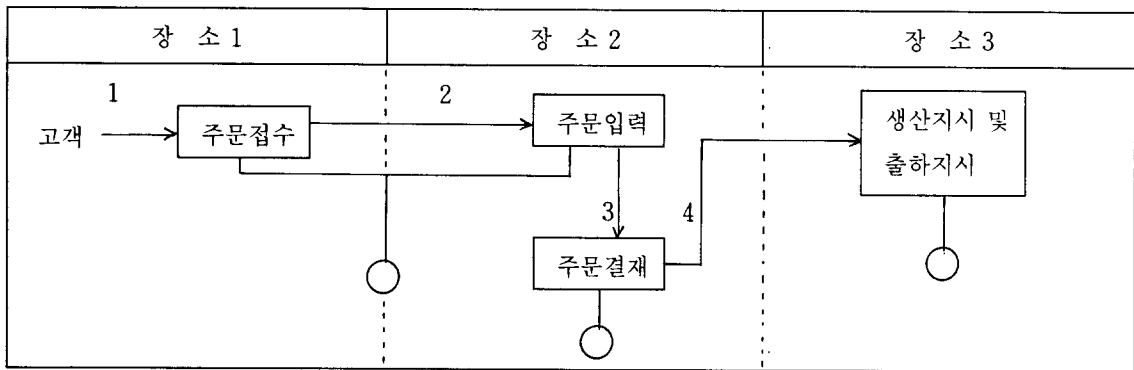 장 소 1
장 소 2
장 소 3
1
2
고객
주문접수
주문입력
생산지시 및
출하지시
3
4
주문결재